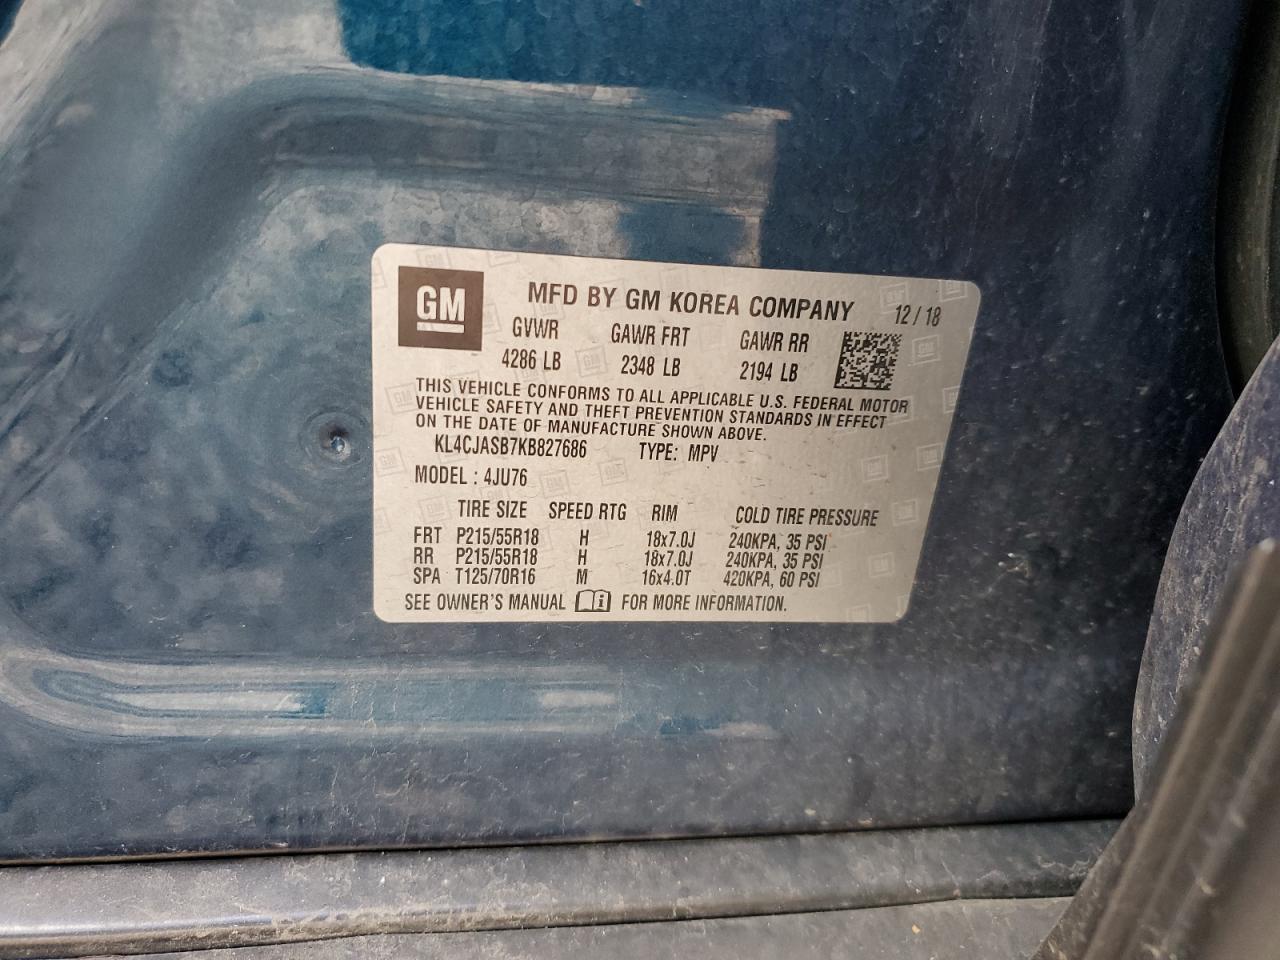 GM
MFD BY GM KOREA COMPANY 12 / 18
GVWR GAWR FRT GAWR RR
4286 LB 2348 LB 2194 LB
THIS VEHICLE CONFORMS TO ALL APPLICABLE U.S. FEDERAL MOTOR
VEHICLE SAFETY AND THEFT PREVENTION STANDARDS IN EFFECT
ON THE DATE OF MANUFACTURE SHOWN ABOVE.
KL4CJASB7KB827686 TYPE: MPV
MODEL : 4JU76
TIRE SIZE SPEED RTG RIM COLD TIRE PRESSURE
FRT P215/55R18 H 18x7.0J 240KPA, 35 PSI
RR P215/55R18 H 18x7.0J 240KPA, 35 PSI
SPA T125/70R16 M 16x4.0T 420KPA, 60 PSI
SEE OWNER'S MANUAL FOR MORE INFORMATION.